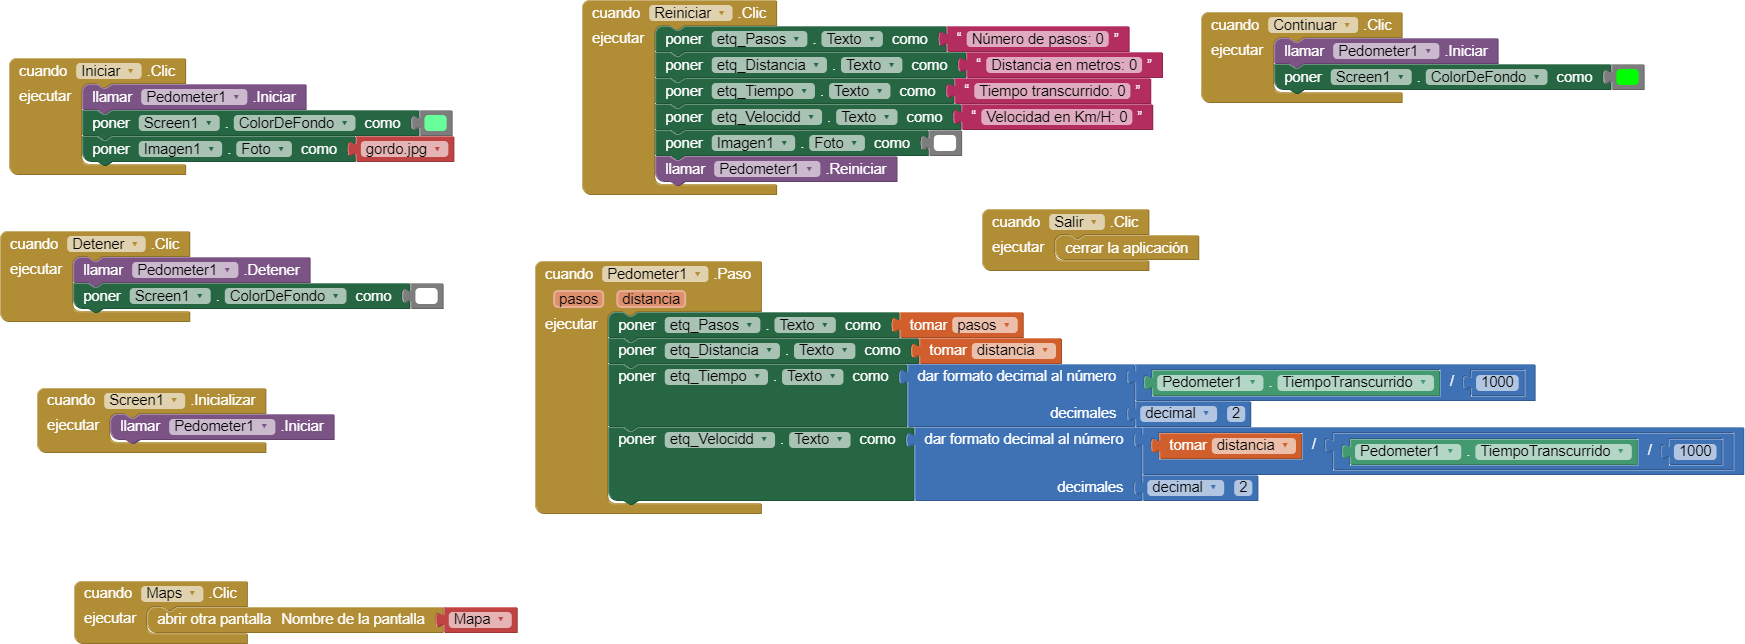 cuando Iniciar .Clic
ejecutar llamar Pedometer1 .Iniciar
poner Screen1 . ColorDeFondo como
poner Imagen1 . Foto como gordo.jpg
cuando Reiniciar .Clic
ejecutar poner etq_Pasos . Texto como “ Número de pasos: 0 ”
poner etq_Distancia . Texto como “ Distancia en metros: 0 ”
poner etq_Tiempo . Texto como “ Tiempo transcurrido: 0 ”
poner etq_Velocidd . Texto como “ Velocidad en Km/H: 0 ”
poner Imagen1 . Foto como
llamar Pedometer1 .Reiniciar
cuando Continuar .Clic
ejecutar llamar Pedometer1 .Iniciar
poner Screen1 . ColorDeFondo como
cuando Detener .Clic
ejecutar llamar Pedometer1 .Detener
poner Screen1 . ColorDeFondo como
cuando Salir .Clic
ejecutar cerrar la aplicación
cuando Pedometer1 .Paso
pasos distancia
ejecutar poner etq_Pasos . Texto como tomar pasos
poner etq_Distancia . Texto como tomar distancia
poner etq_Tiempo . Texto como dar formato decimal al número Pedometer1 . TiempoTranscurrido / 1000
decimales decimal 2
poner etq_Velocidd . Texto como dar formato decimal al número tomar distancia / Pedometer1 . TiempoTranscurrido / 1000
decimales decimal 2
cuando Screen1 .Inicializar
ejecutar llamar Pedometer1 .Iniciar
cuando Maps .Clic
ejecutar abrir otra pantalla Nombre de la pantalla Mapa